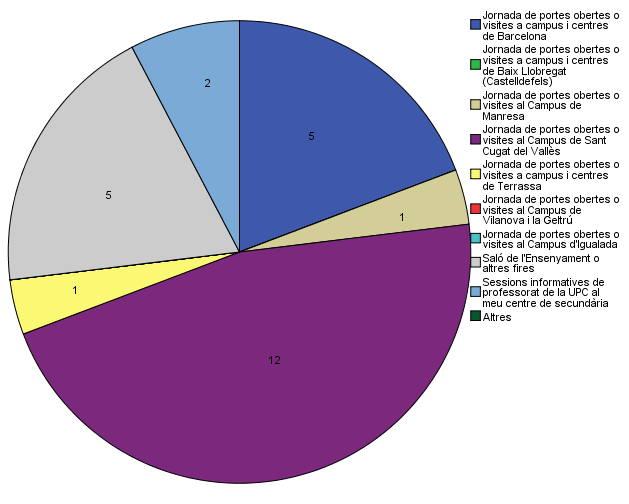 Jornada de portes obertes o
visites a campus i centres
de Barcelona
Jornada de portes obertes o
visites a campus i centres
de Baix Llobregat
(Castelldefels)
Jornada de portes obertes o
visites al Campus de
Manresa
Jornada de portes obertes o
visites al Campus de Sant
Cugat del Vallès
Jornada de portes obertes o
visites a campus i centres
de Terrassa
Jornada de portes obertes o
visites al Campus de
Vilanova i la Geltrú
Jornada de portes obertes o
visites al Campus d'Igualada
Saló de l'Ensenyament o
altres fires
Sessions informatives de
professorat de la UPC al
meu centre de secundària
Altres
2
5
5
1
1
12